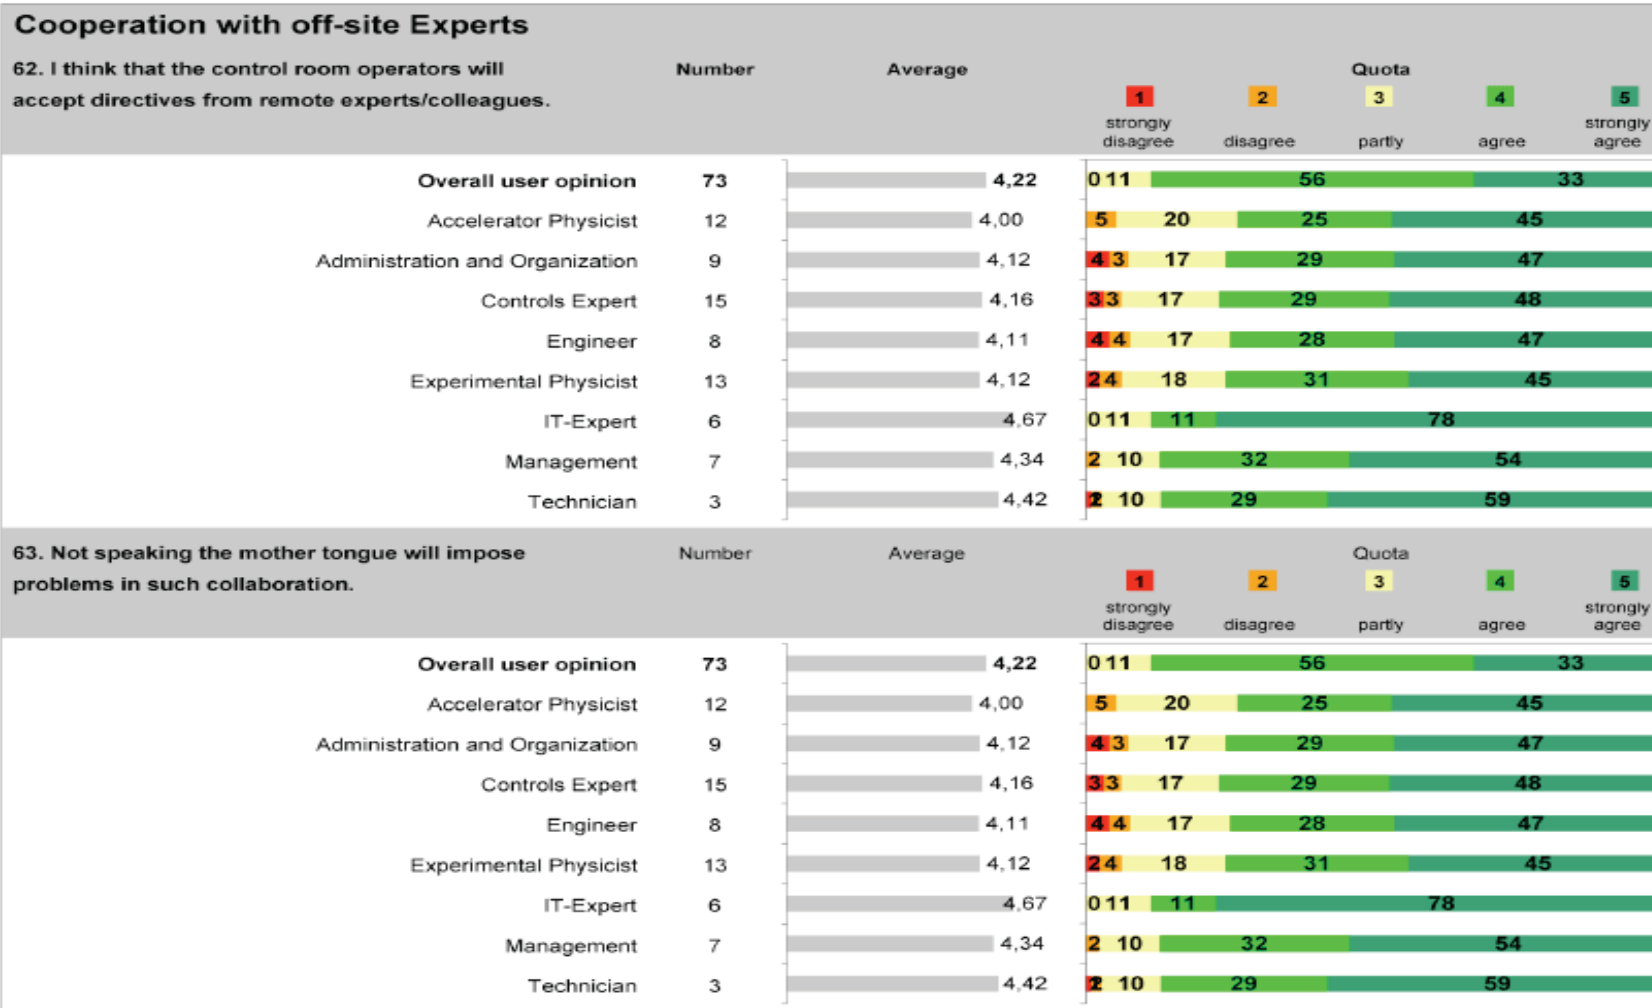 Cooperation with off-site Experts
62. I think that the control room operators will Number Average Quota
accept directives from remote experts/colleagues. 1 2 3 4 5
strongly disagree disagree partly agree strongly agree
Overall user opinion 73 4,22 0 11 56 33
Accelerator Physicist 12 4,00 5 20 25 45
Administration and Organization 9 4,12 4 3 17 29 47
Controls Expert 15 4,16 3 3 17 29 48
Engineer 8 4,11 4 4 17 28 47
Experimental Physicist 13 4,12 2 4 18 31 45
IT-Expert 6 4,67 0 11 11 78
Management 7 4,34 2 10 32 54
Technician 3 4,42 10 29 59
63. Not speaking the mother tongue will impose Number Average Quota
problems in such collaboration. 1 2 3 4 5
strongly disagree disagree partly agree strongly agree
Overall user opinion 73 4,22 0 11 56 33
Accelerator Physicist 12 4,00 5 20 25 45
Administration and Organization 9 4,12 4 3 17 29 47
Controls Expert 15 4,16 3 3 17 29 48
Engineer 8 4,11 4 4 17 28 47
Experimental Physicist 13 4,12 2 4 18 31 45
IT-Expert 6 4,67 0 11 11 78
Management 7 4,34 2 10 32 54
Technician 3 4,42 10 29 59